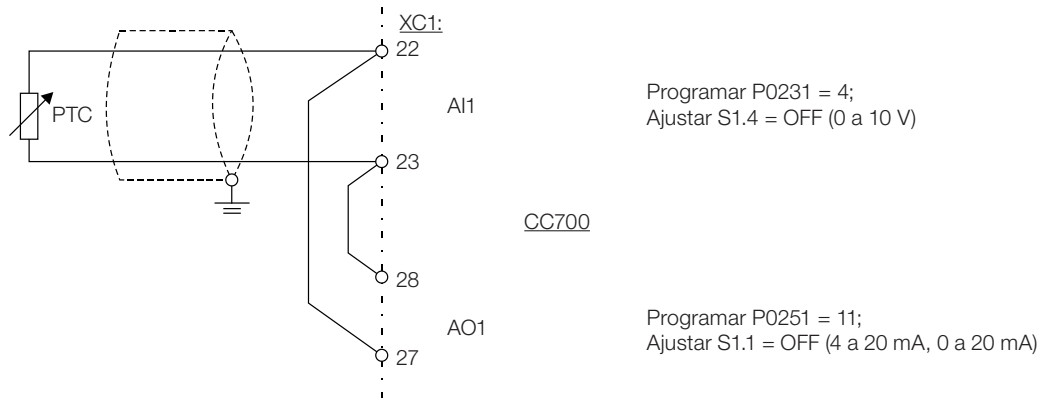 XC1:
22
PTC
AI1
Programar P0231 = 4;
Ajustar S1.4 = OFF (0 a 10 V)
23
CC700
28
AO1
Programar P0251 = 11;
Ajustar S1.1 = OFF (4 a 20 mA, 0 a 20 mA)
27